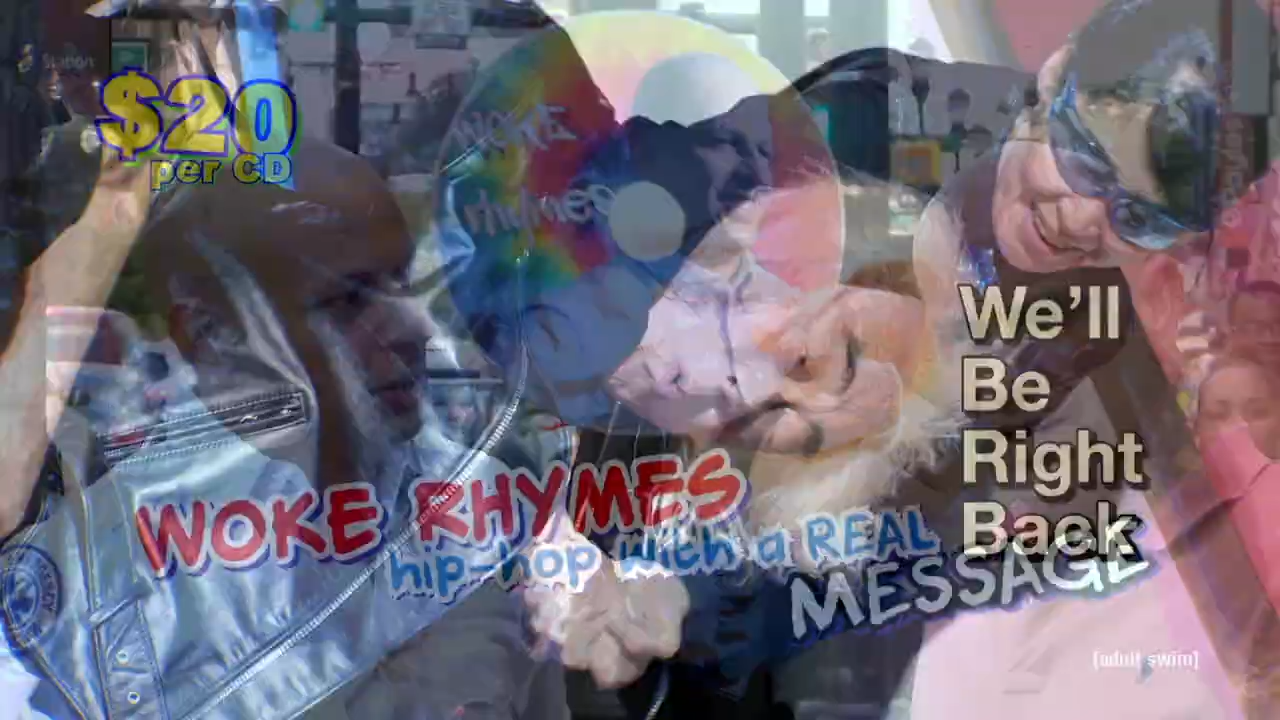 Station
$20
per CD
WOKE
rhymes
We'll
Be
Right
Back
WOKE RHYMES
hip-hop with a REAL
MESSAGE
[adult swim]